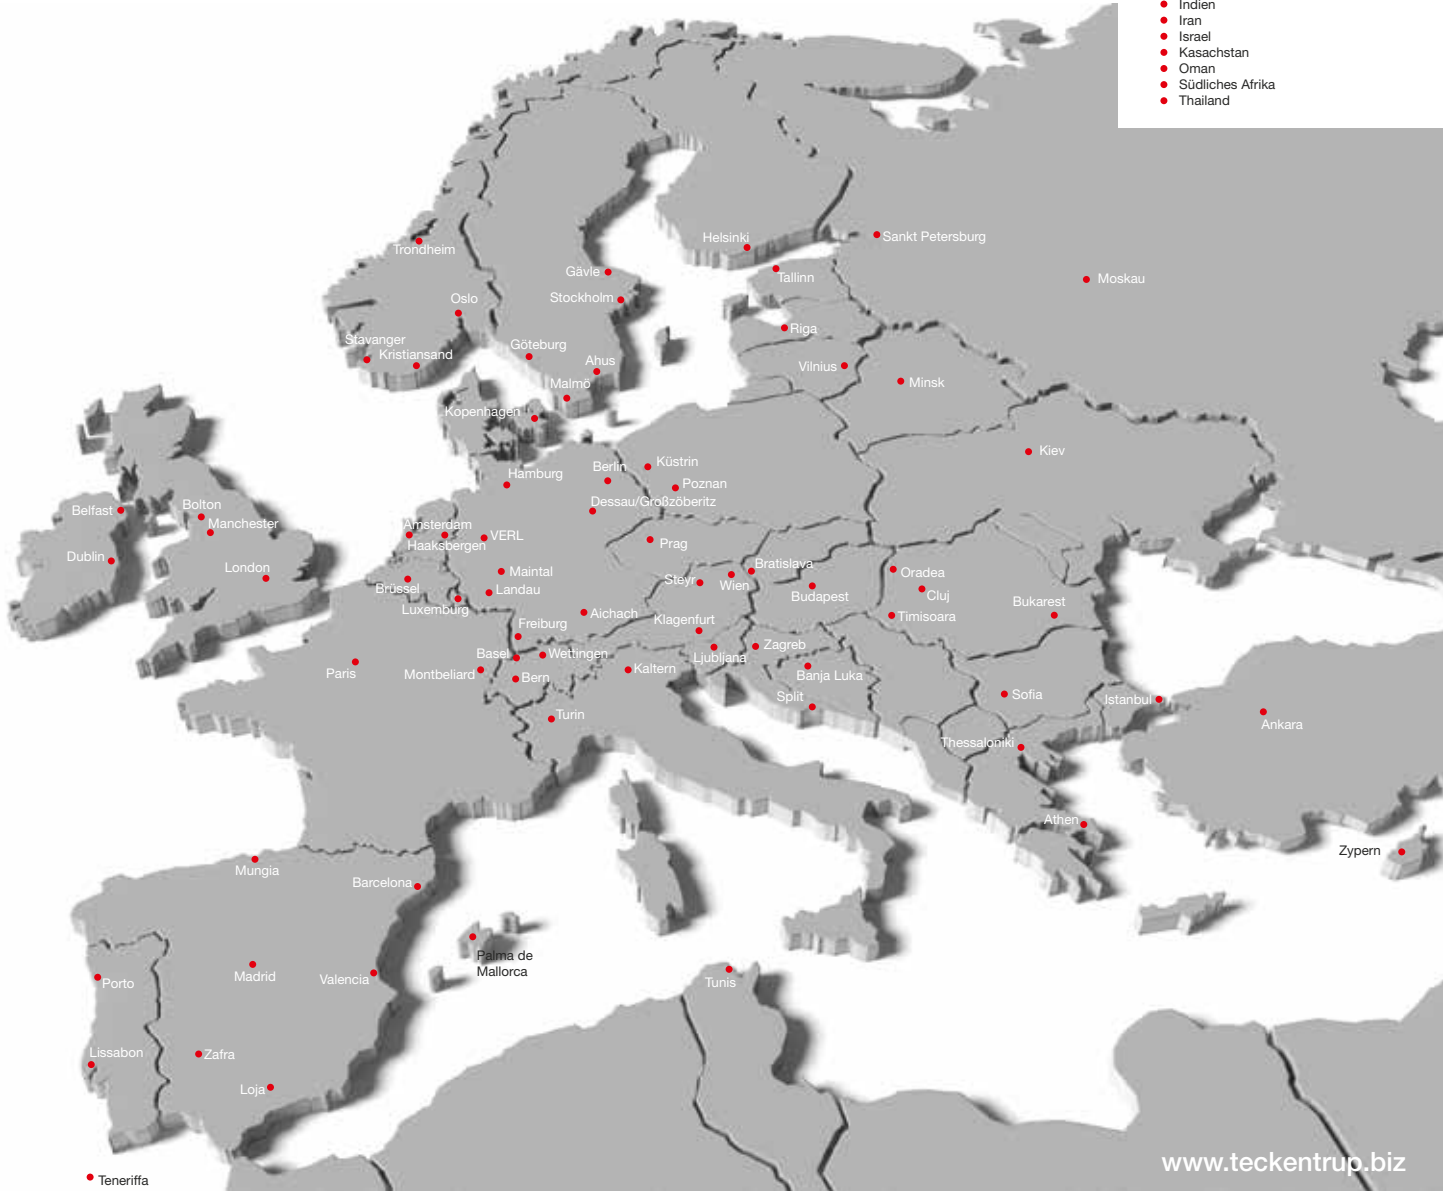 Indien
Iran
Israel
Kasachstan
Oman
Südliches Afrika
Thailand
Trondheim
Helsinki
Sankt Petersburg
Gävle
Tallinn
Moskau
Oslo
Stockholm
Riga
Stavanger
Kristiansand
Göteburg
Ahus
Vilnius
Malmö
Minsk
Kopenhagen
Kiev
Hamburg
Berlin
Küstrin
Poznan
Dessau/Großzöberitz
Belfast
Bolton
Manchester
Amsterdam
Haaksbergen
VERL
Prag
Dublin
London
Maintal
Bratislava
Steyr
Wien
Oradea
Brüssel
Landau
Budapest
Cluj
Luxemburg
Aichach
Bukarest
Freiburg
Klagenfurt
Timisoara
Basel
Wettingen
Ljubljana
Zagreb
Paris
Montbeliard
Bern
Kaltern
Banja Luka
Split
Sofia
Istanbul
Turin
Ankara
Thessaloniki
Athen
Zypern
Mungia
Barcelona
Palma de
Mallorca
Porto
Madrid
Valencia
Tunis
Lissabon
Zafra
Loja
Teneriffa
www.teckentrup.biz